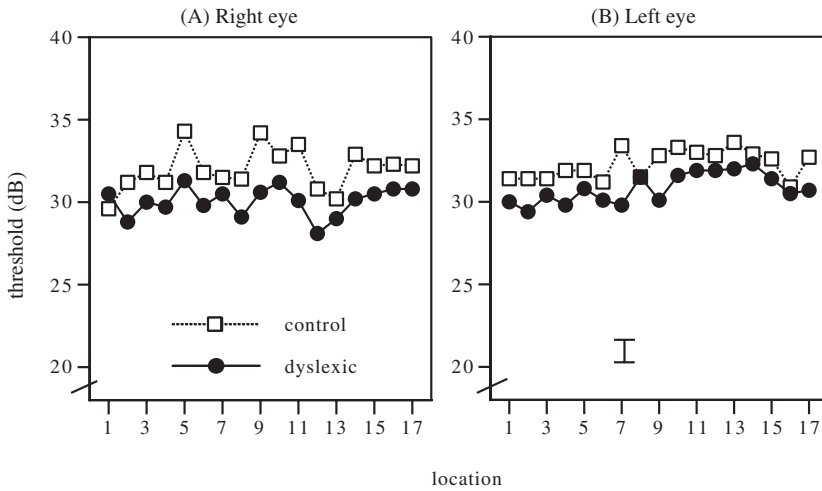 (A) Right eye
(B) Left eye
threshold (dB)
40
35
30
25
20
control
dyslexic
1 3 5 7 9 11 13 15 17
40
35
30
25
20
1 3 5 7 9 11 13 15 17
location